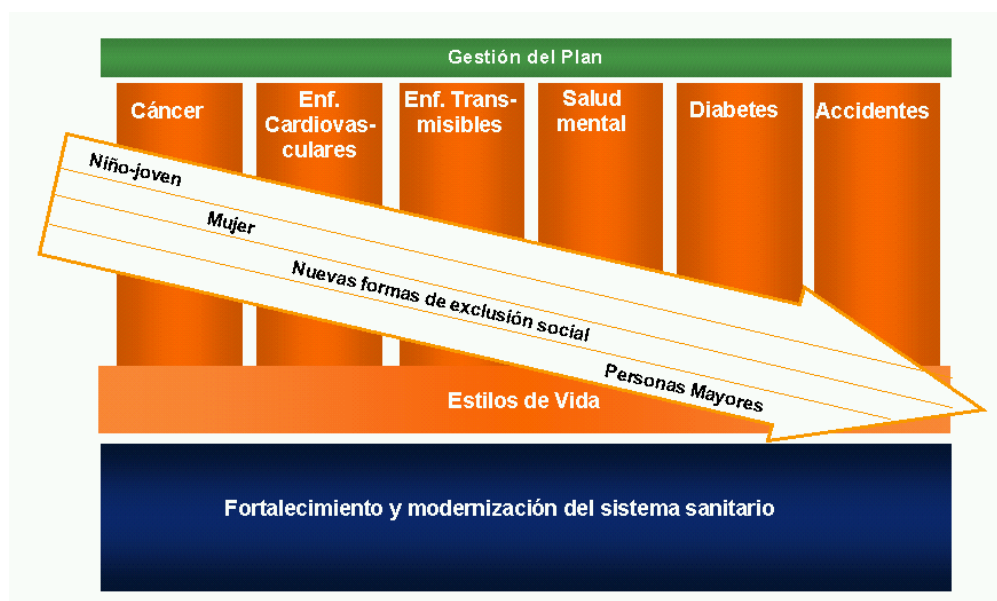 Gestión del Plan
Cáncer
Enf.
Cardiovas-
culares
Enf. Trans-
misibles
Salud
mental
Diabetes
Accidentes
Niño-joven
Mujer
Nuevas formas de exclusión social
Personas Mayores
Estilos de Vida
Fortalecimiento y modernización del sistema sanitario